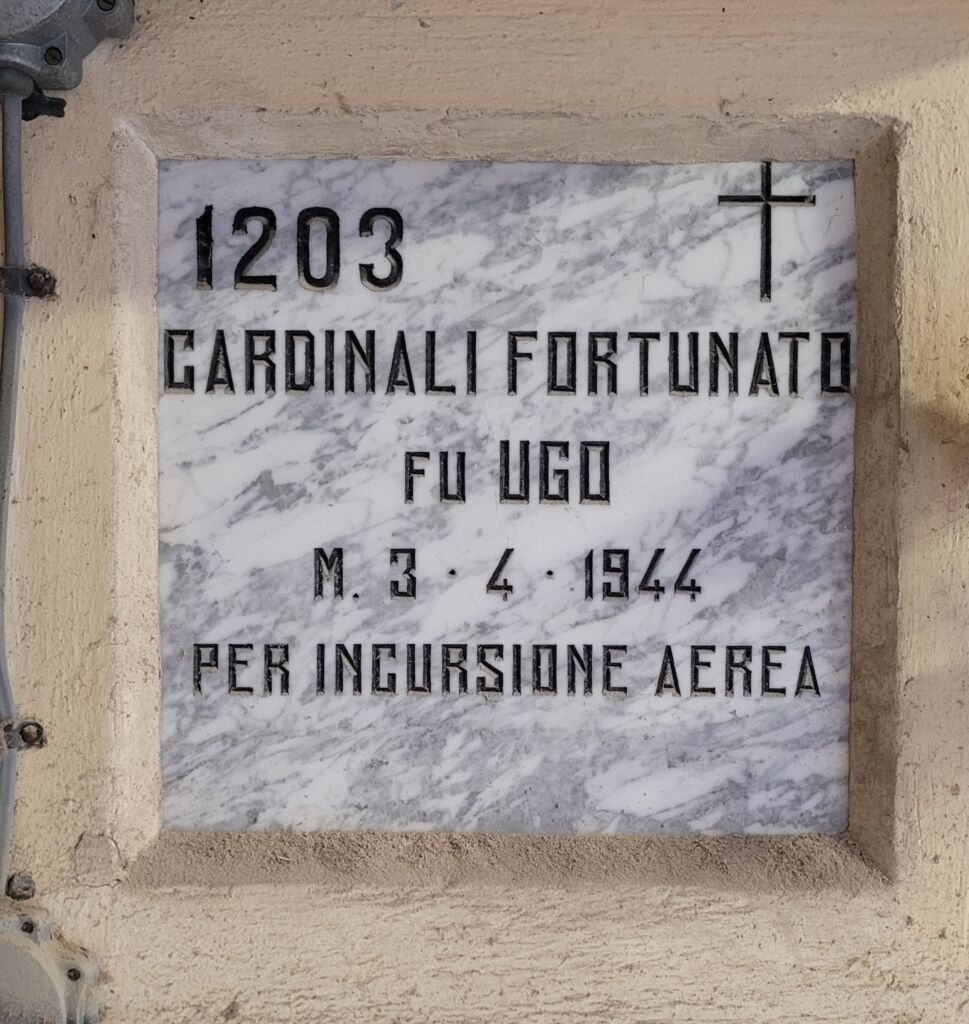 1203
CARDINALI FORTUNATO
FU UGO
M. 3 · 4 · 1944
PER INCURSIONE AEREA